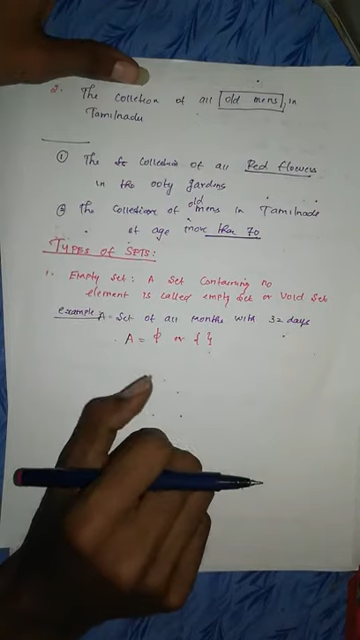 2. The Colletion of all old mens, in
Tamilnadu
① The Collection of all Red flowers
in the ooty gardens
② The Collections of old mens in Tamilnadu
of age more than 70
TYPES OF SETS:
1. Empty Set: A Set Containing no
element is called empty Set or Void Set
Example: A = Set of all months with 32 days
A = ϕ or { }